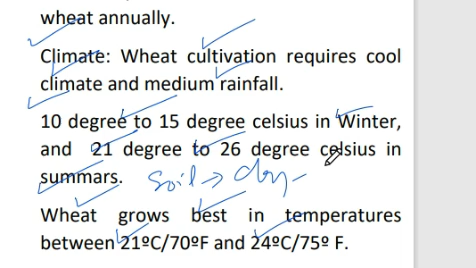 wheat annually.
Climate: Wheat cultivation requires cool
climate and medium rainfall.
10 degree to 15 degree celsius in Winter,
and 21 degree to 26 degree celsius in
summars. Soil → dry -
Wheat grows best in temperatures
between 21ºC/70ºF and 24ºC/75º F.